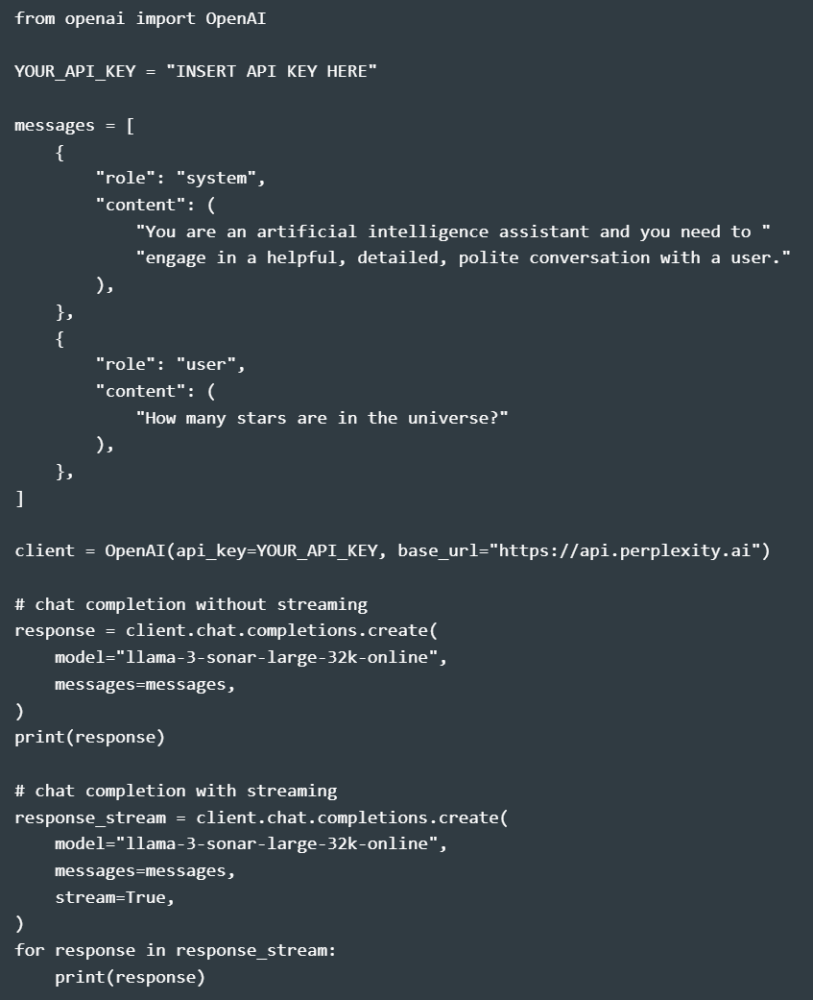 from openai import OpenAI

YOUR_API_KEY = "INSERT API KEY HERE"

messages = [
    {
        "role": "system",
        "content": (
            "You are an artificial intelligence assistant and you need to "
            "engage in a helpful, detailed, polite conversation with a user."
        ),
    },
    {
        "role": "user",
        "content": (
            "How many stars are in the universe?"
        ),
    },
]

client = OpenAI(api_key=YOUR_API_KEY, base_url="https://api.perplexity.ai")

# chat completion without streaming
response = client.chat.completions.create(
    model="llama-3-sonar-large-32k-online",
    messages=messages,
)
print(response)

# chat completion with streaming
response_stream = client.chat.completions.create(
    model="llama-3-sonar-large-32k-online",
    messages=messages,
    stream=True,
)
for response in response_stream:
    print(response)